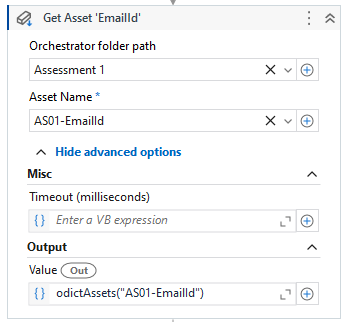 Get Asset 'EmailId'
Orchestrator folder path
Assessment 1
Asset Name *
AS01-EmailId
Hide advanced options
Misc
Timeout (milliseconds)
{ } Enter a VB expression
Output
Value Out
{ } odictAssets("AS01-EmailId")